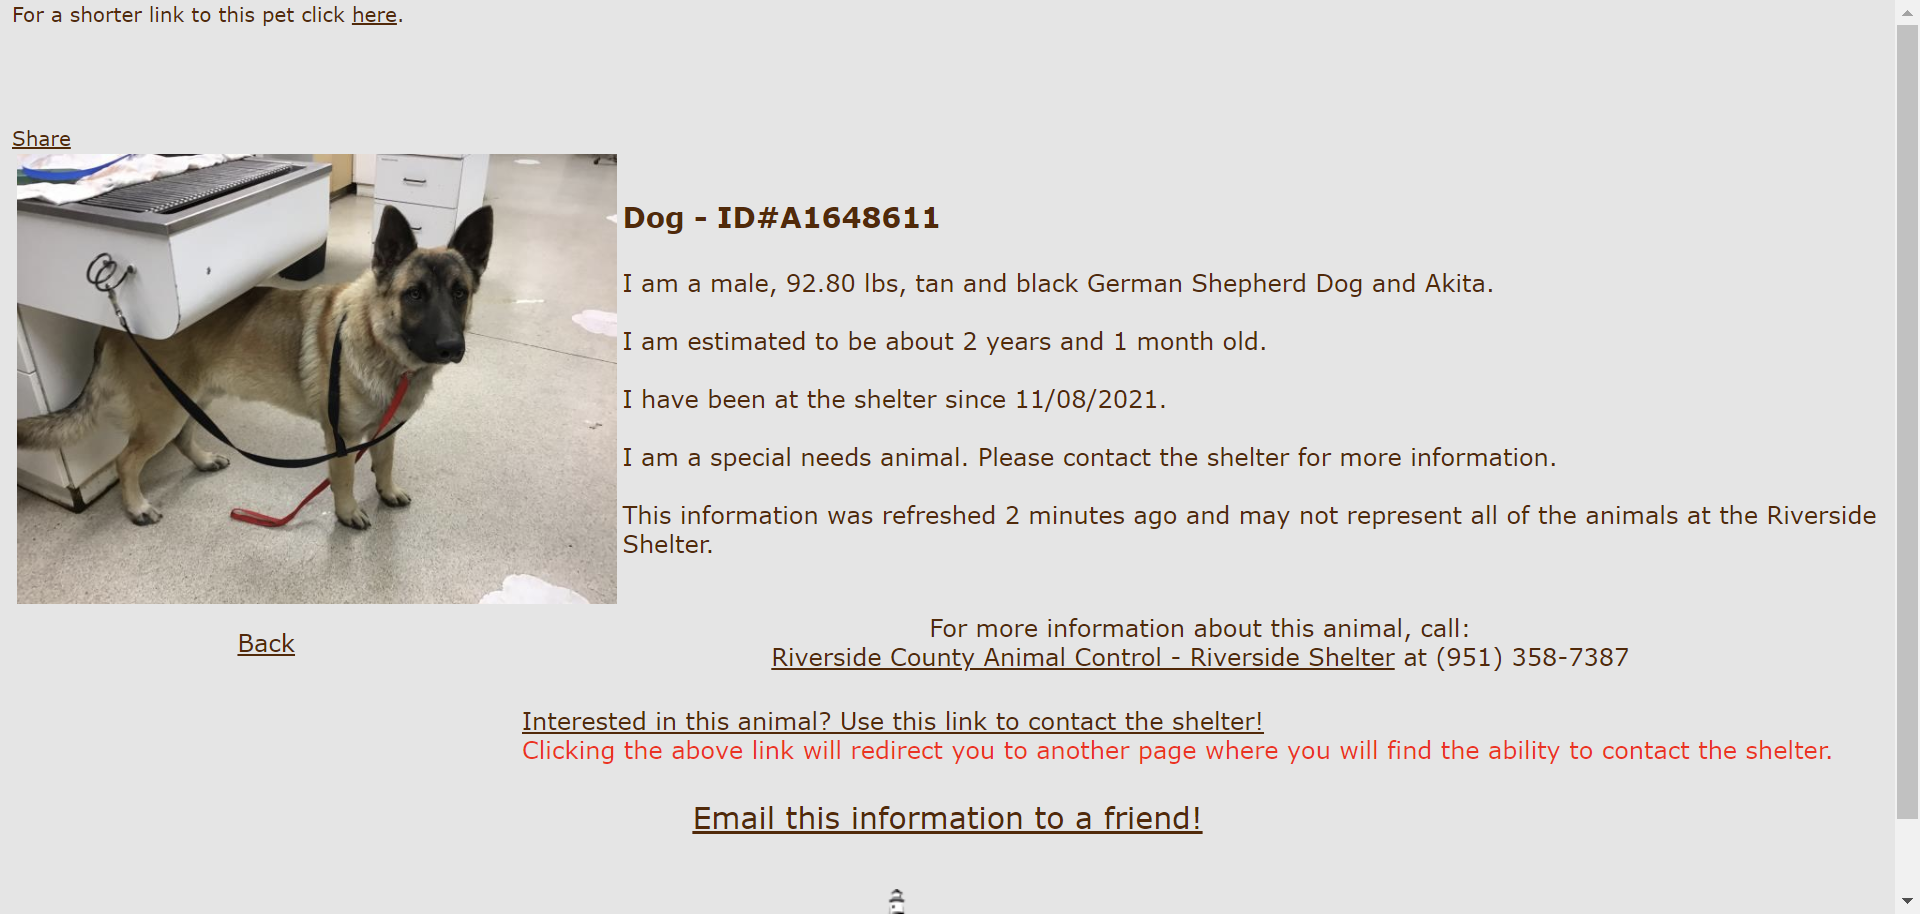 For a shorter link to this pet click here.
Share
Dog - ID#A1648611
I am a male, 92.80 lbs, tan and black German Shepherd Dog and Akita.
I am estimated to be about 2 years and 1 month old.
I have been at the shelter since 11/08/2021.
I am a special needs animal. Please contact the shelter for more information.
This information was refreshed 2 minutes ago and may not represent all of the animals at the Riverside
Shelter.
Back
For more information about this animal, call:
Riverside County Animal Control - Riverside Shelter at (951) 358-7387
Interested in this animal? Use this link to contact the shelter!
Clicking the above link will redirect you to another page where you will find the ability to contact the shelter.
Email this information to a friend!